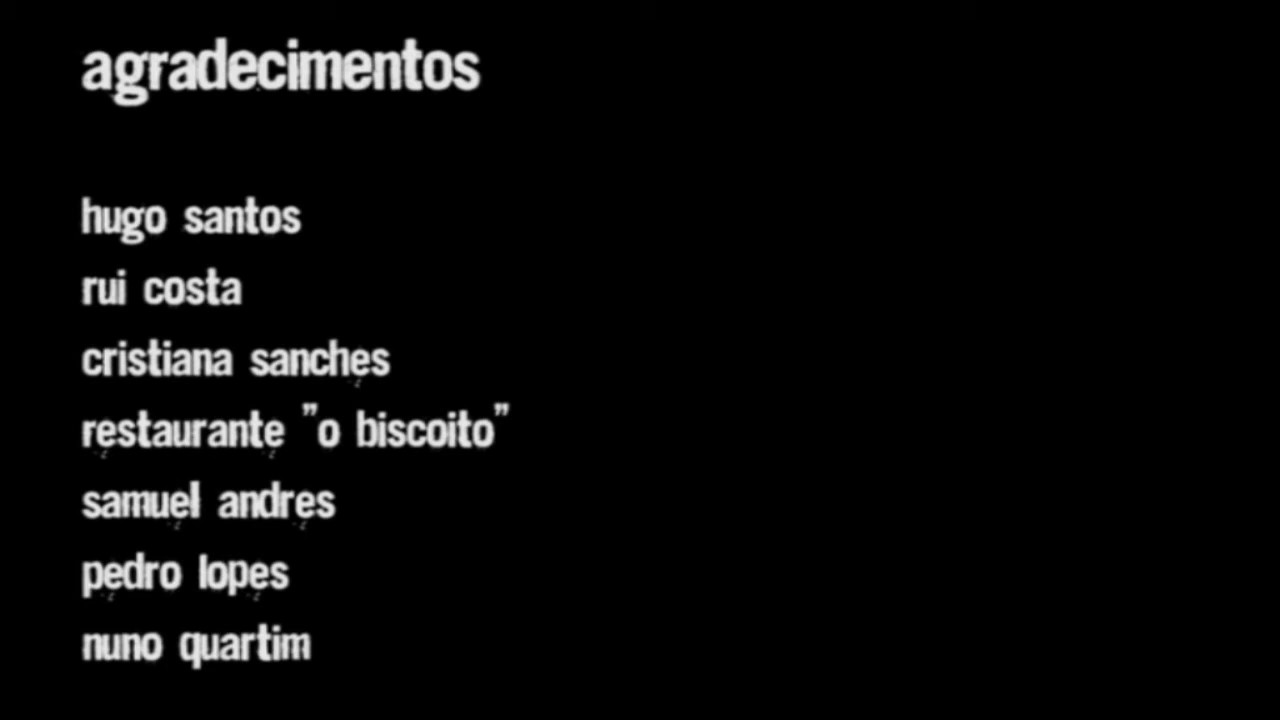 agradecimentos
hugo santos
rui costa
cristiana sanches
restaurante "o biscoito"
samuel andres
pedro lopes
nuno quartim